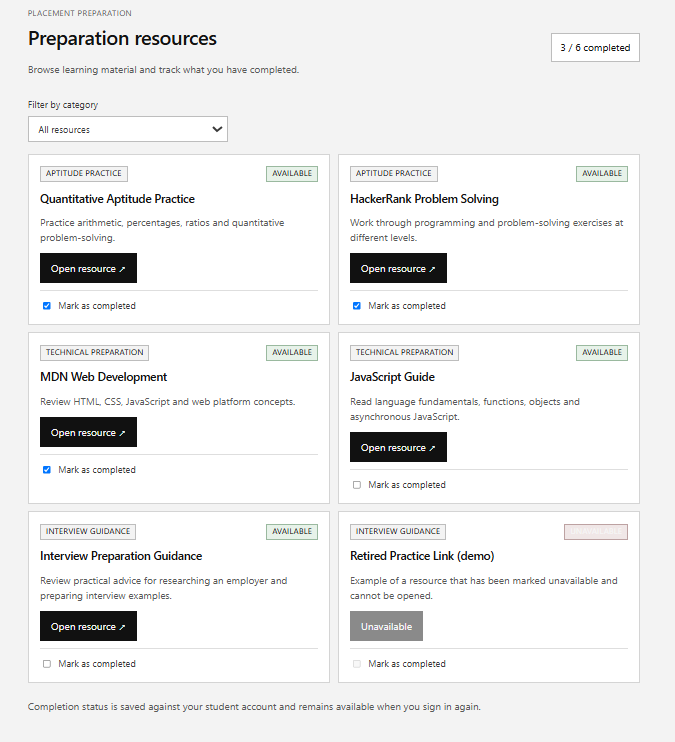 PLACEMENT PREPARATION
Preparation resources
3 / 6 completed
Browse learning material and track what you have completed.
Filter by category
All resources
APTITUDE PRACTICE
AVAILABLE
Quantitative Aptitude Practice
Practice arithmetic, percentages, ratios and quantitative
problem-solving.
Open resource ↗
Mark as completed
APTITUDE PRACTICE
AVAILABLE
HackerRank Problem Solving
Work through programming and problem-solving exercises at
different levels.
Open resource ↗
Mark as completed
TECHNICAL PREPARATION
AVAILABLE
MDN Web Development
Review HTML, CSS, JavaScript and web platform concepts.
Open resource ↗
Mark as completed
TECHNICAL PREPARATION
AVAILABLE
JavaScript Guide
Read language fundamentals, functions, objects and
asynchronous JavaScript.
Open resource ↗
Mark as completed
INTERVIEW GUIDANCE
AVAILABLE
Interview Preparation Guidance
Review practical advice for researching an employer and
preparing interview examples.
Open resource ↗
Mark as completed
INTERVIEW GUIDANCE
UNAVAILABLE
Retired Practice Link (demo)
Example of a resource that has been marked unavailable and
cannot be opened.
Unavailable
Mark as completed
Completion status is saved against your student account and remains available when you sign in again.